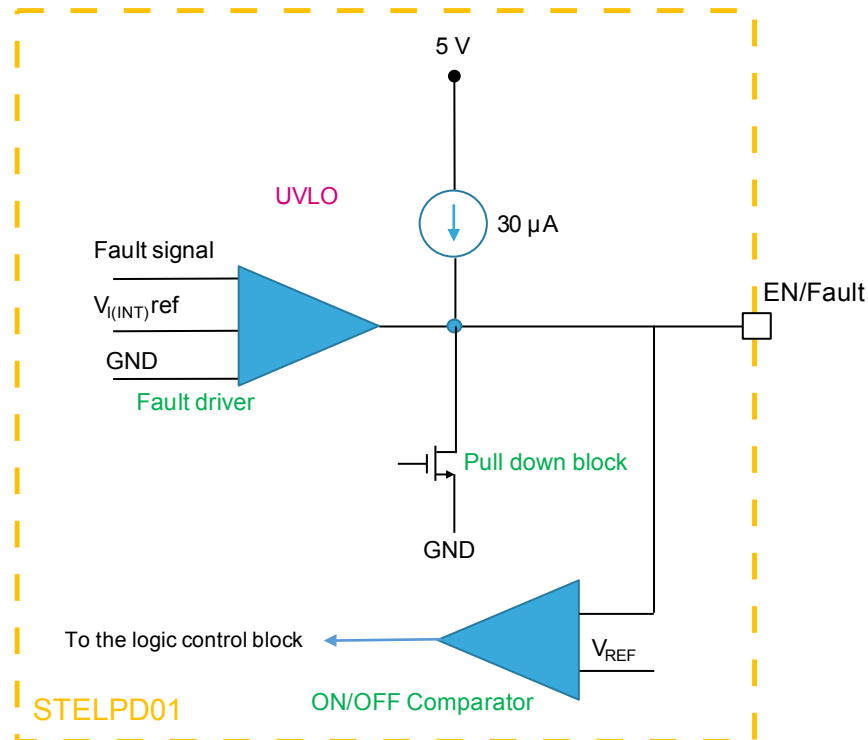 5 V
UVLO
30 µA
Fault signal
V_I(INT) ref
GND
Fault driver
EN/Fault
Pull down block
GND
To the logic control block
V_REF
ON/OFF Comparator
STELPD01